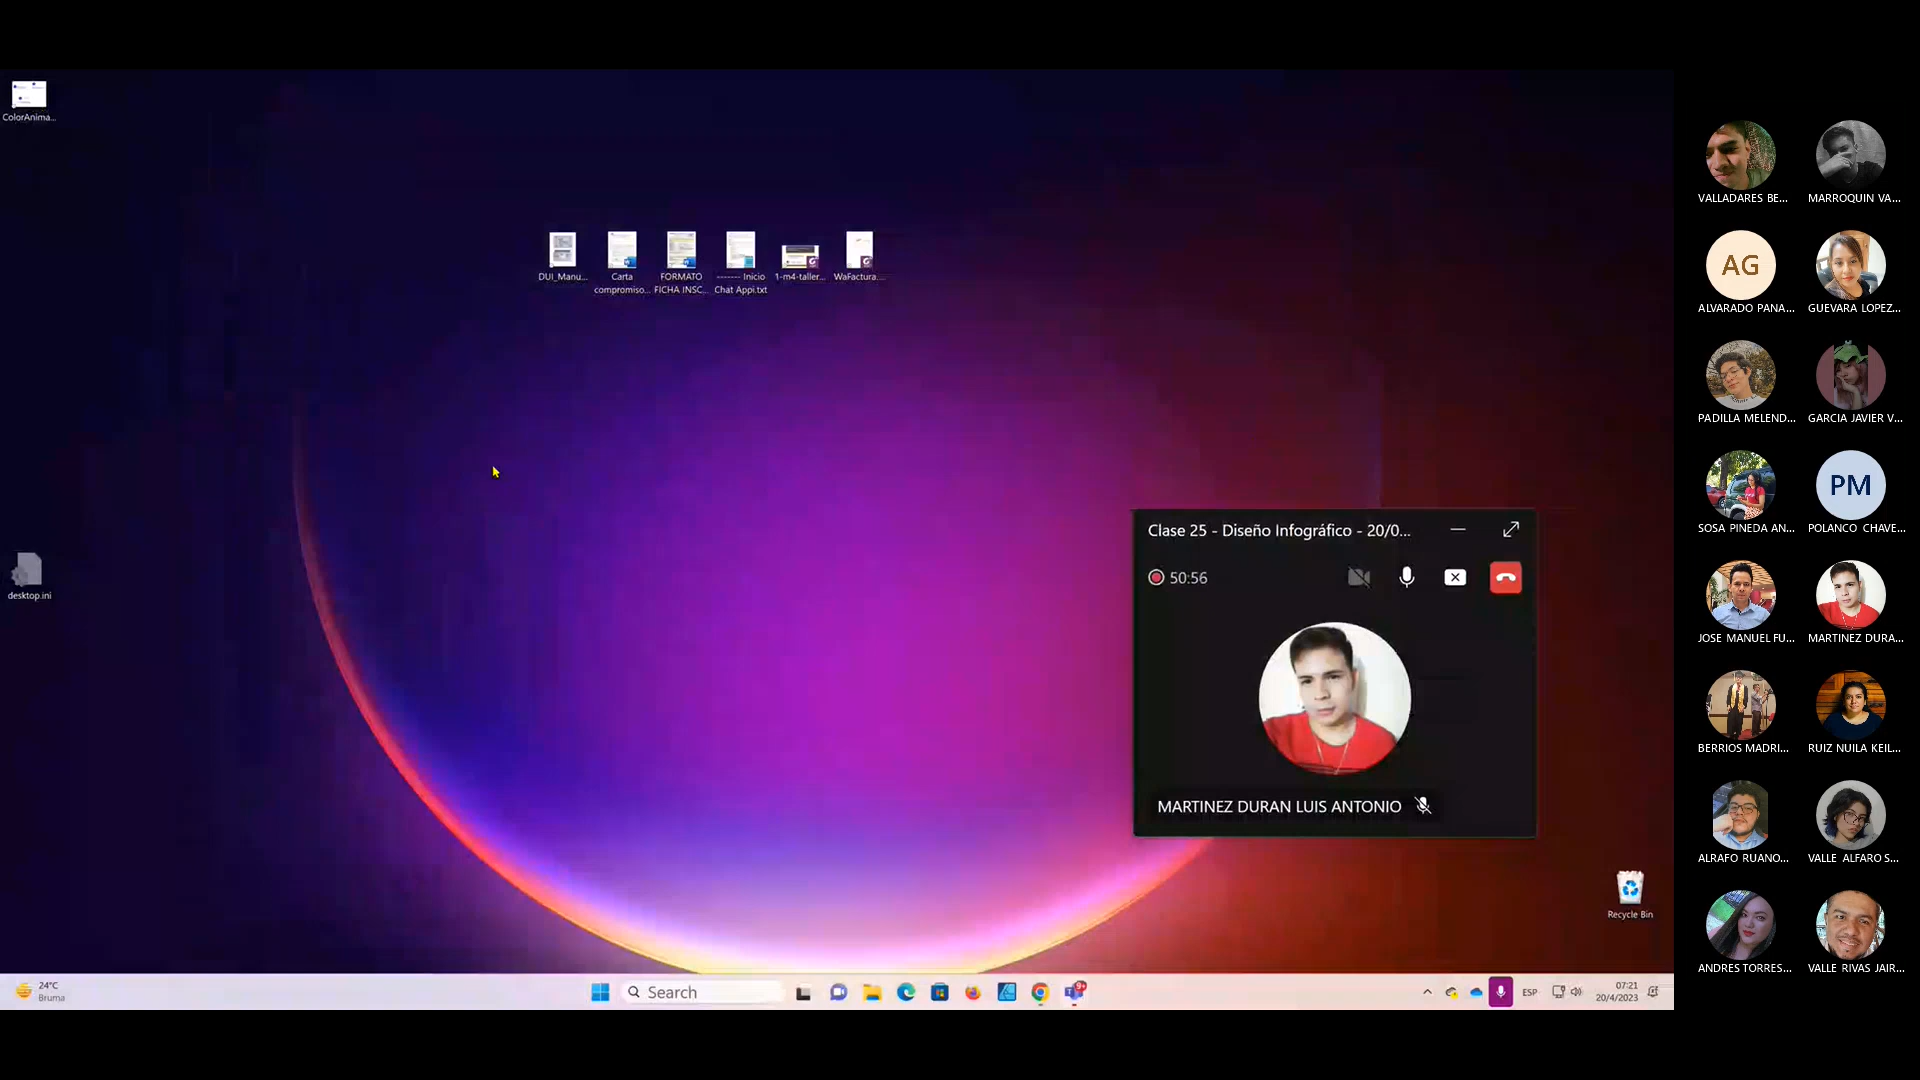 ColorAnima...
DUI_Manu...
Carta
compromiso...
FORMATO
FICHA INSC...
------- Inicio
Chat Appi.txt
1-m4-taller...
WaFactura...
desktop.ini
Clase 25 - Diseño Infográfico - 20/0...
50:56
MARTINEZ DURAN LUIS ANTONIO
Recycle Bin
24°C
Bruma
Search
9+
ESP
07:21
20/4/2023
VALLADARES BE...
MARROQUIN VA...
AG
ALVARADO PANA...
GUEVARA LOPEZ...
PADILLA MELEND...
GARCIA JAVIER V...
SOSA PINEDA AN...
PM
POLANCO CHAVE...
JOSE MANUEL FU...
MARTINEZ DURA...
BERRIOS MADRI...
RUIZ NUILA KEIL...
ALRAFO RUANO...
VALLE ALFARO S...
ANDRES TORRES...
VALLE RIVAS JAIR...